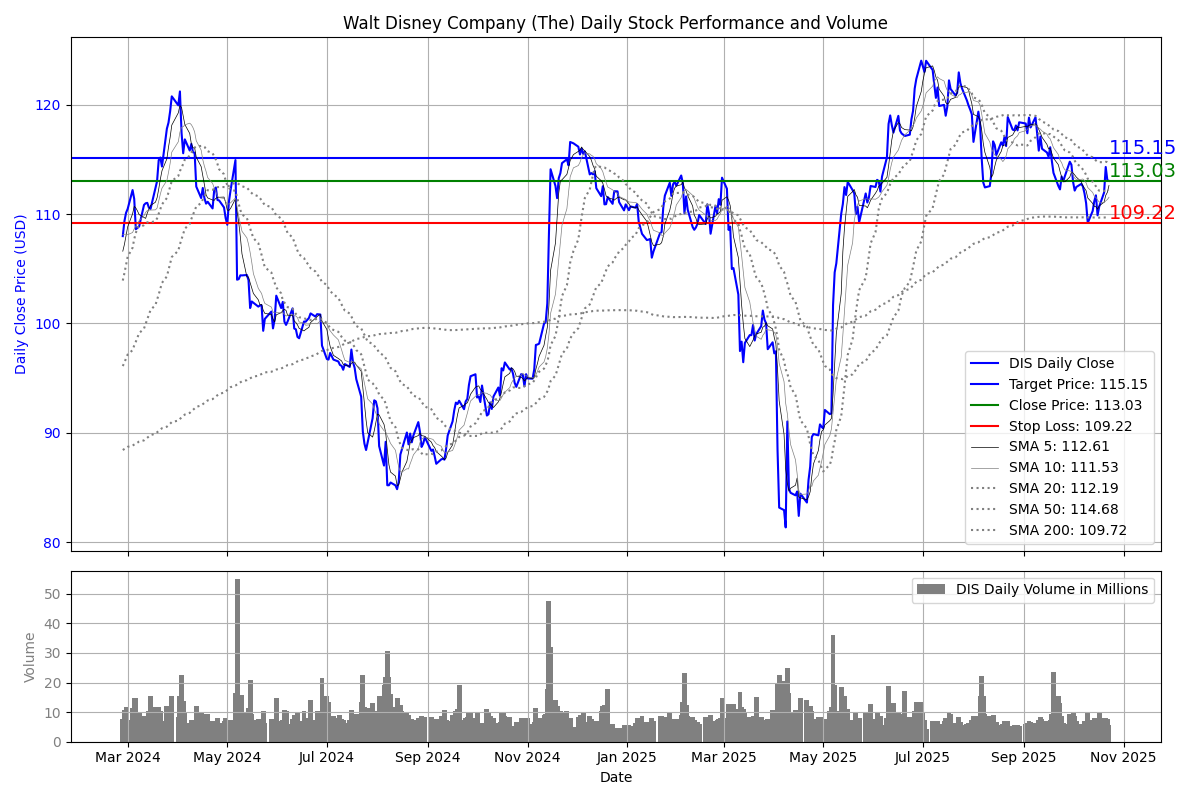 Walt Disney Company (The) Daily Stock Performance and Volume
Daily Close Price (USD)
120
110
100
90
80
115.15
113.03
109.22
DIS Daily Close
Target Price: 115.15
Close Price: 113.03
Stop Loss: 109.22
SMA 5: 112.61
SMA 10: 111.53
SMA 20: 112.19
SMA 50: 114.68
SMA 200: 109.72
Volume
50
40
30
20
10
0
DIS Daily Volume in Millions
Mar 2024 May 2024 Jul 2024 Sep 2024 Nov 2024 Jan 2025 Mar 2025 May 2025 Jul 2025 Sep 2025 Nov 2025
Date